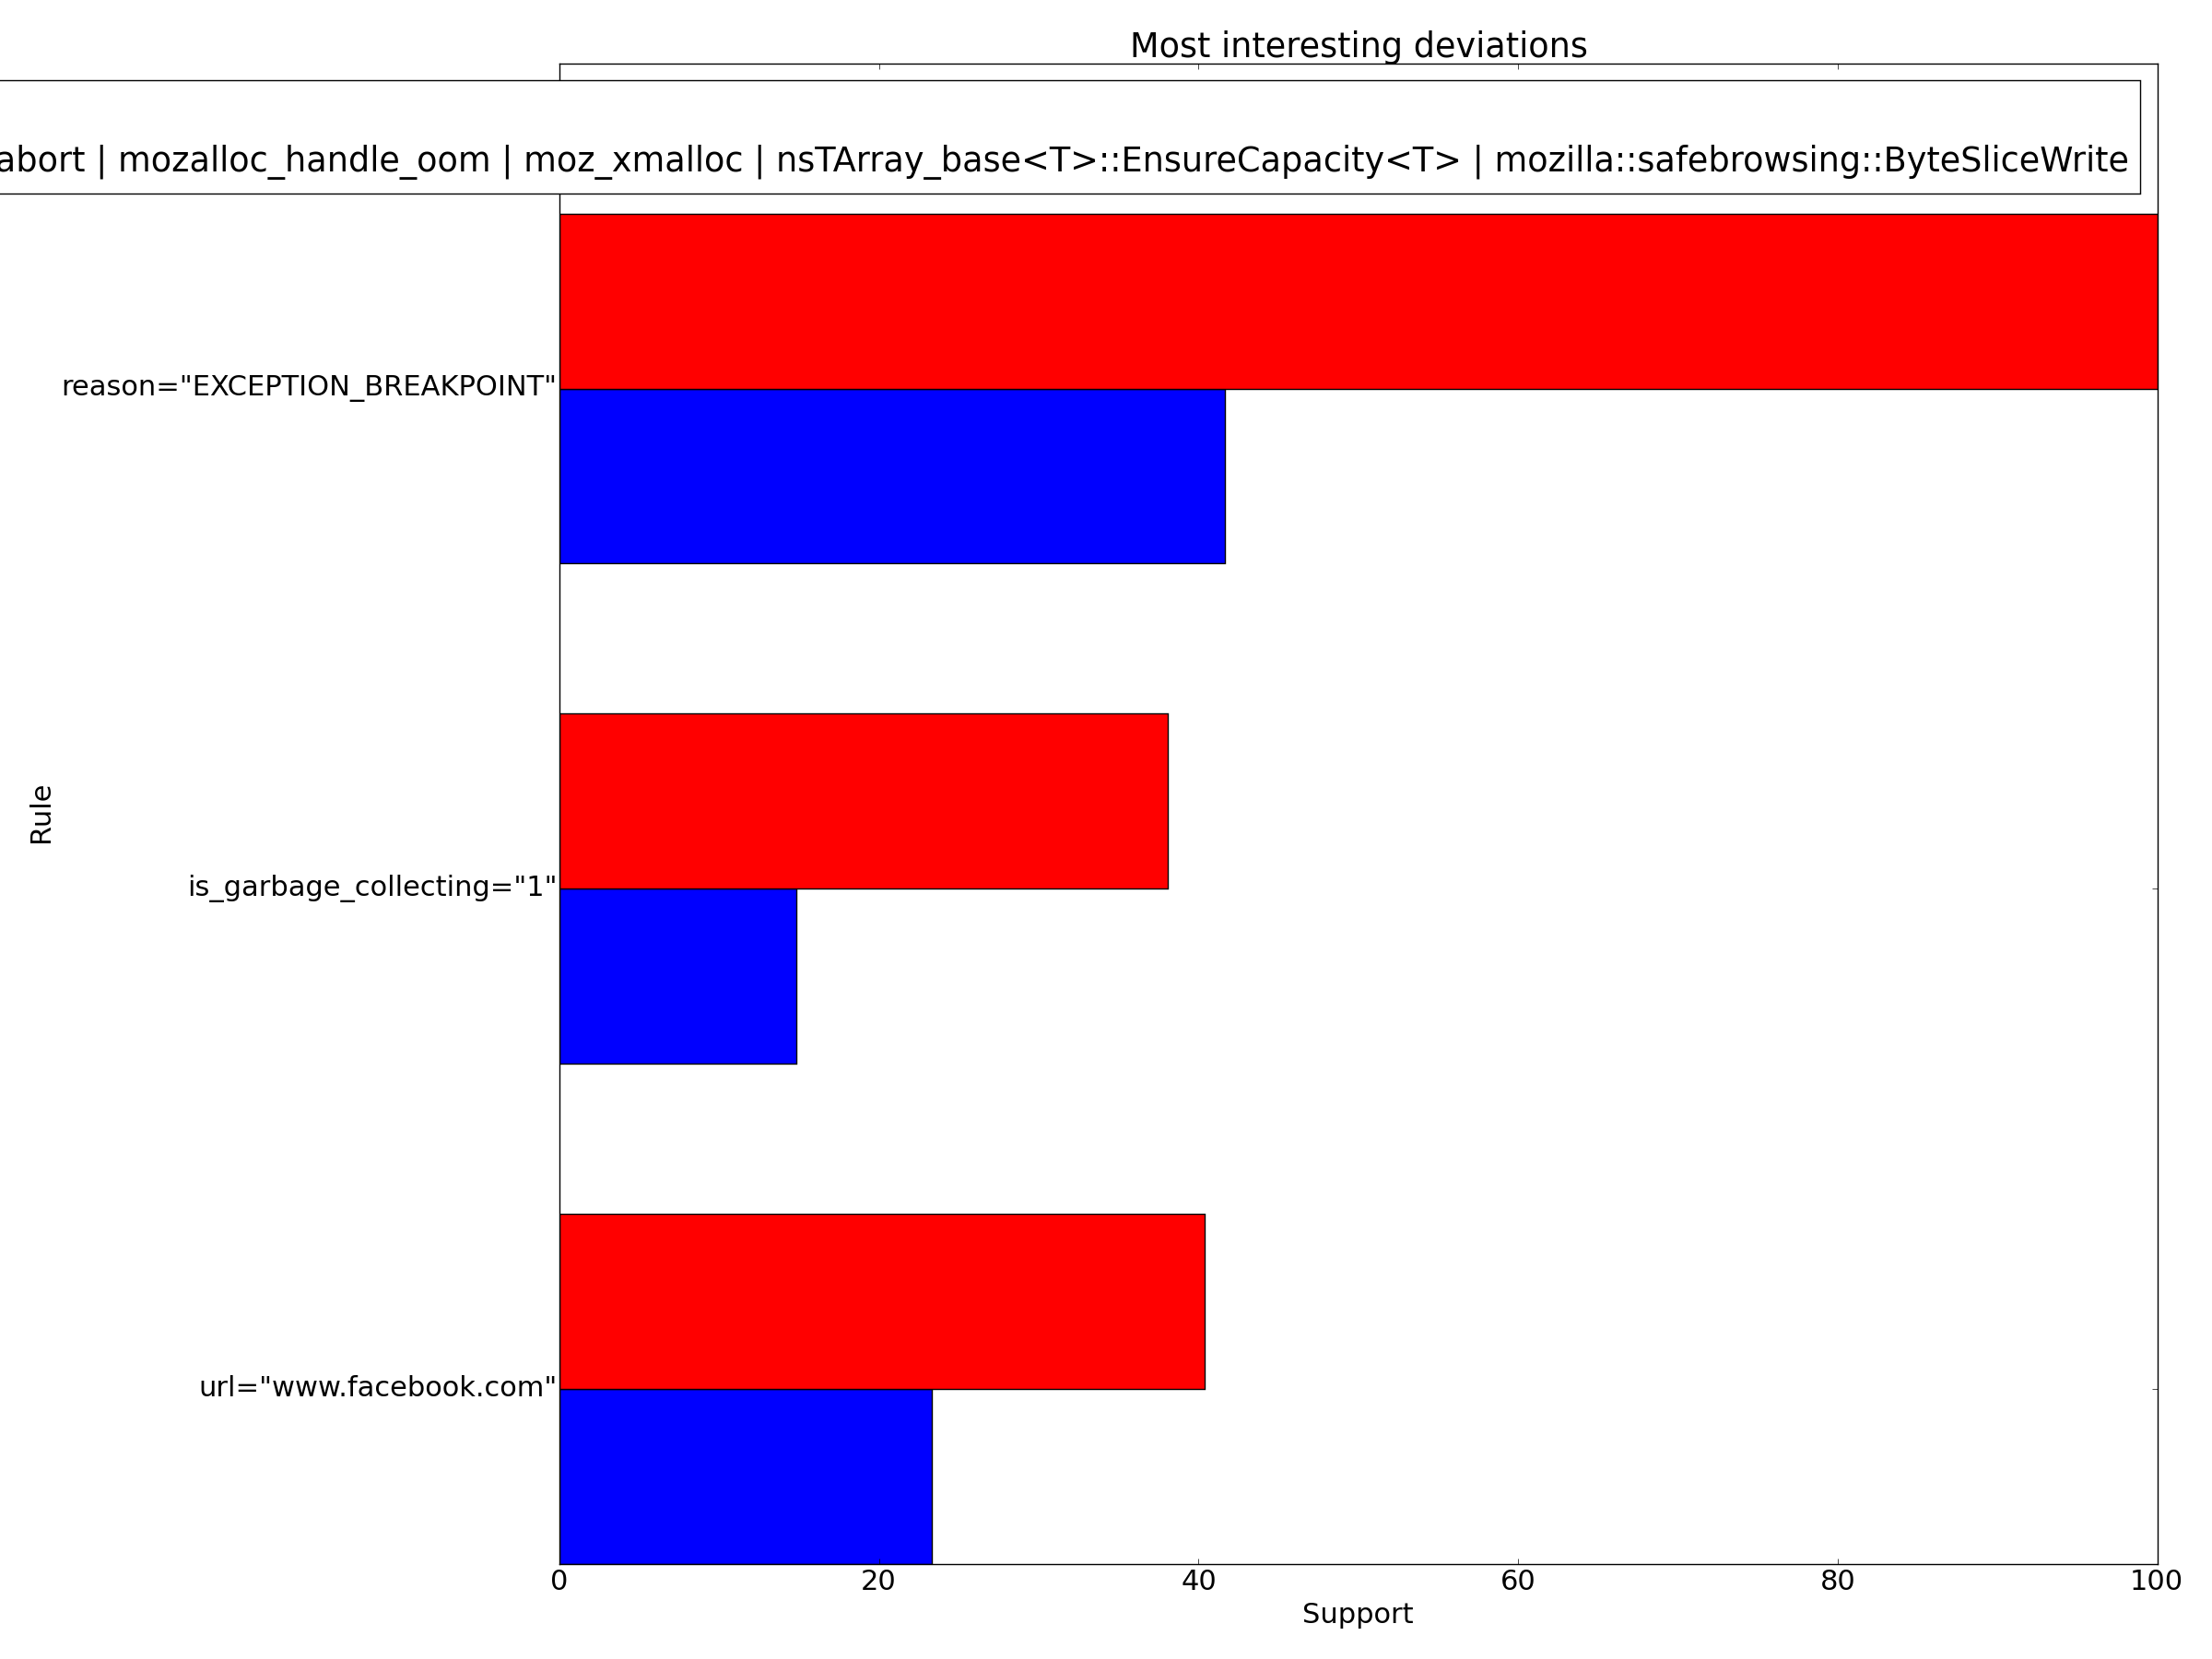 Most interesting deviations
abort | mozalloc_handle_oom | moz_xmalloc | nsTArray_base<T>::EnsureCapacity<T> | mozilla::safebrowsing::ByteSliceWrite
reason="EXCEPTION_BREAKPOINT"
is_garbage_collecting="1"
url="www.facebook.com"
Rule
0 20 40 60 80 100
Support